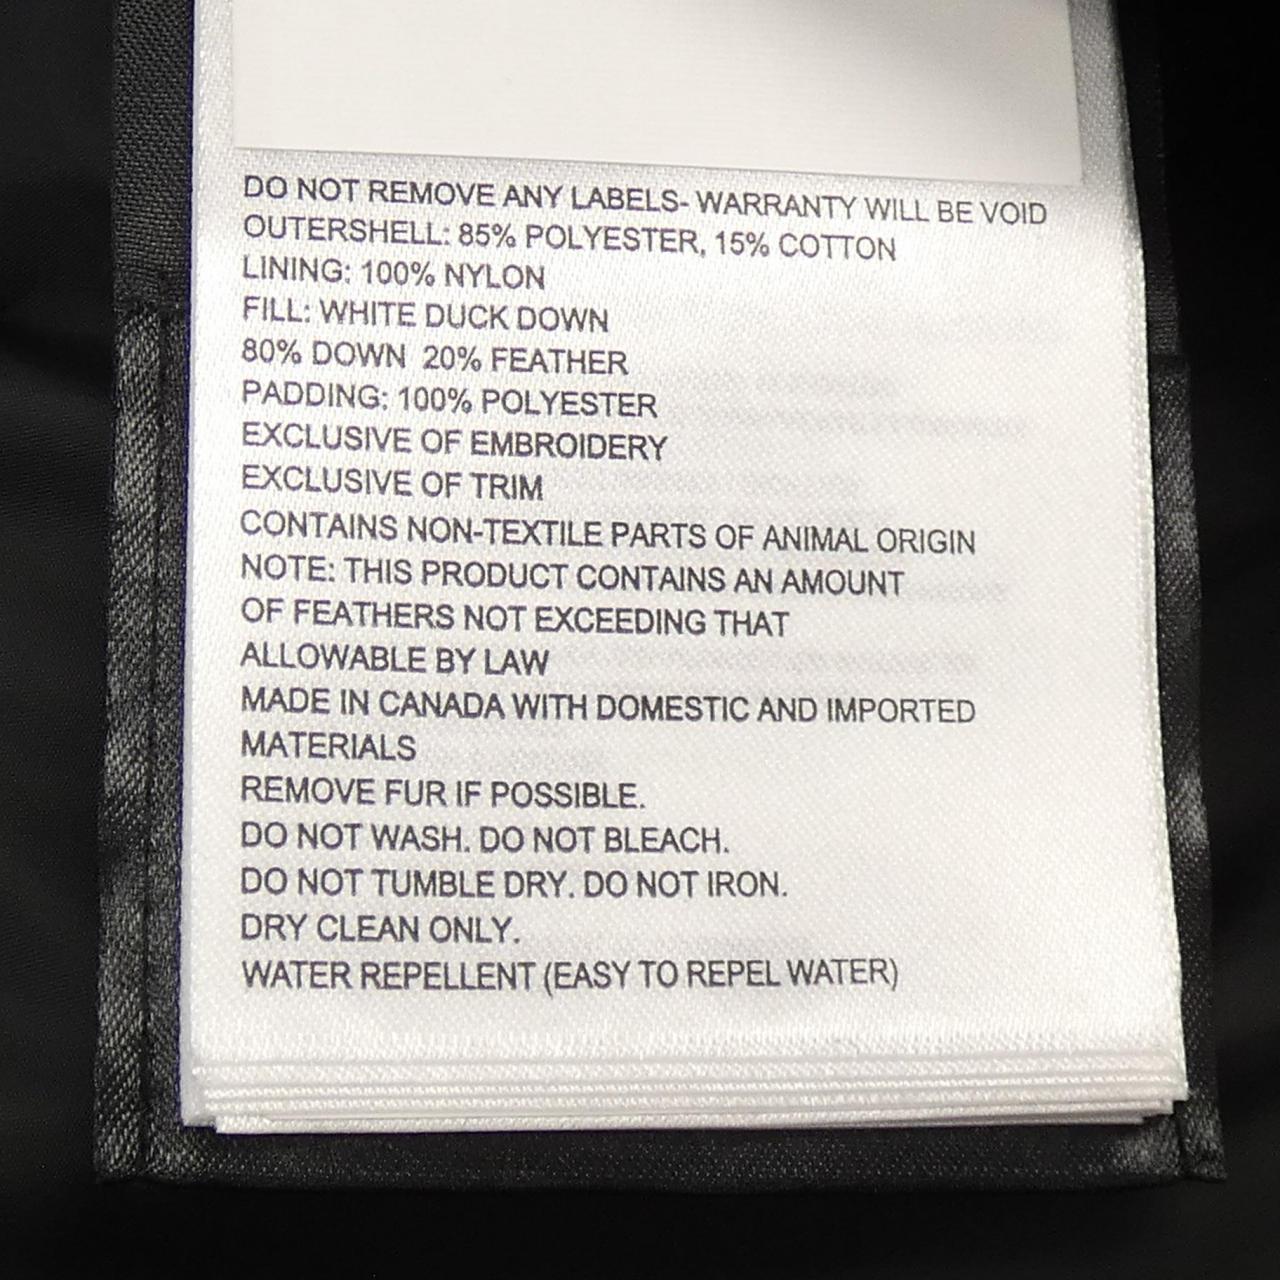 DO NOT REMOVE ANY LABELS- WARRANTY WILL BE VOID
OUTERSHELL: 85% POLYESTER, 15% COTTON
LINING: 100% NYLON
FILL: WHITE DUCK DOWN
80% DOWN  20% FEATHER
PADDING: 100% POLYESTER
EXCLUSIVE OF EMBROIDERY
EXCLUSIVE OF TRIM
CONTAINS NON-TEXTILE PARTS OF ANIMAL ORIGIN
NOTE: THIS PRODUCT CONTAINS AN AMOUNT
OF FEATHERS NOT EXCEEDING THAT
ALLOWABLE BY LAW
MADE IN CANADA WITH DOMESTIC AND IMPORTED
MATERIALS
REMOVE FUR IF POSSIBLE.
DO NOT WASH. DO NOT BLEACH.
DO NOT TUMBLE DRY. DO NOT IRON.
DRY CLEAN ONLY.
WATER REPELLENT (EASY TO REPEL WATER)